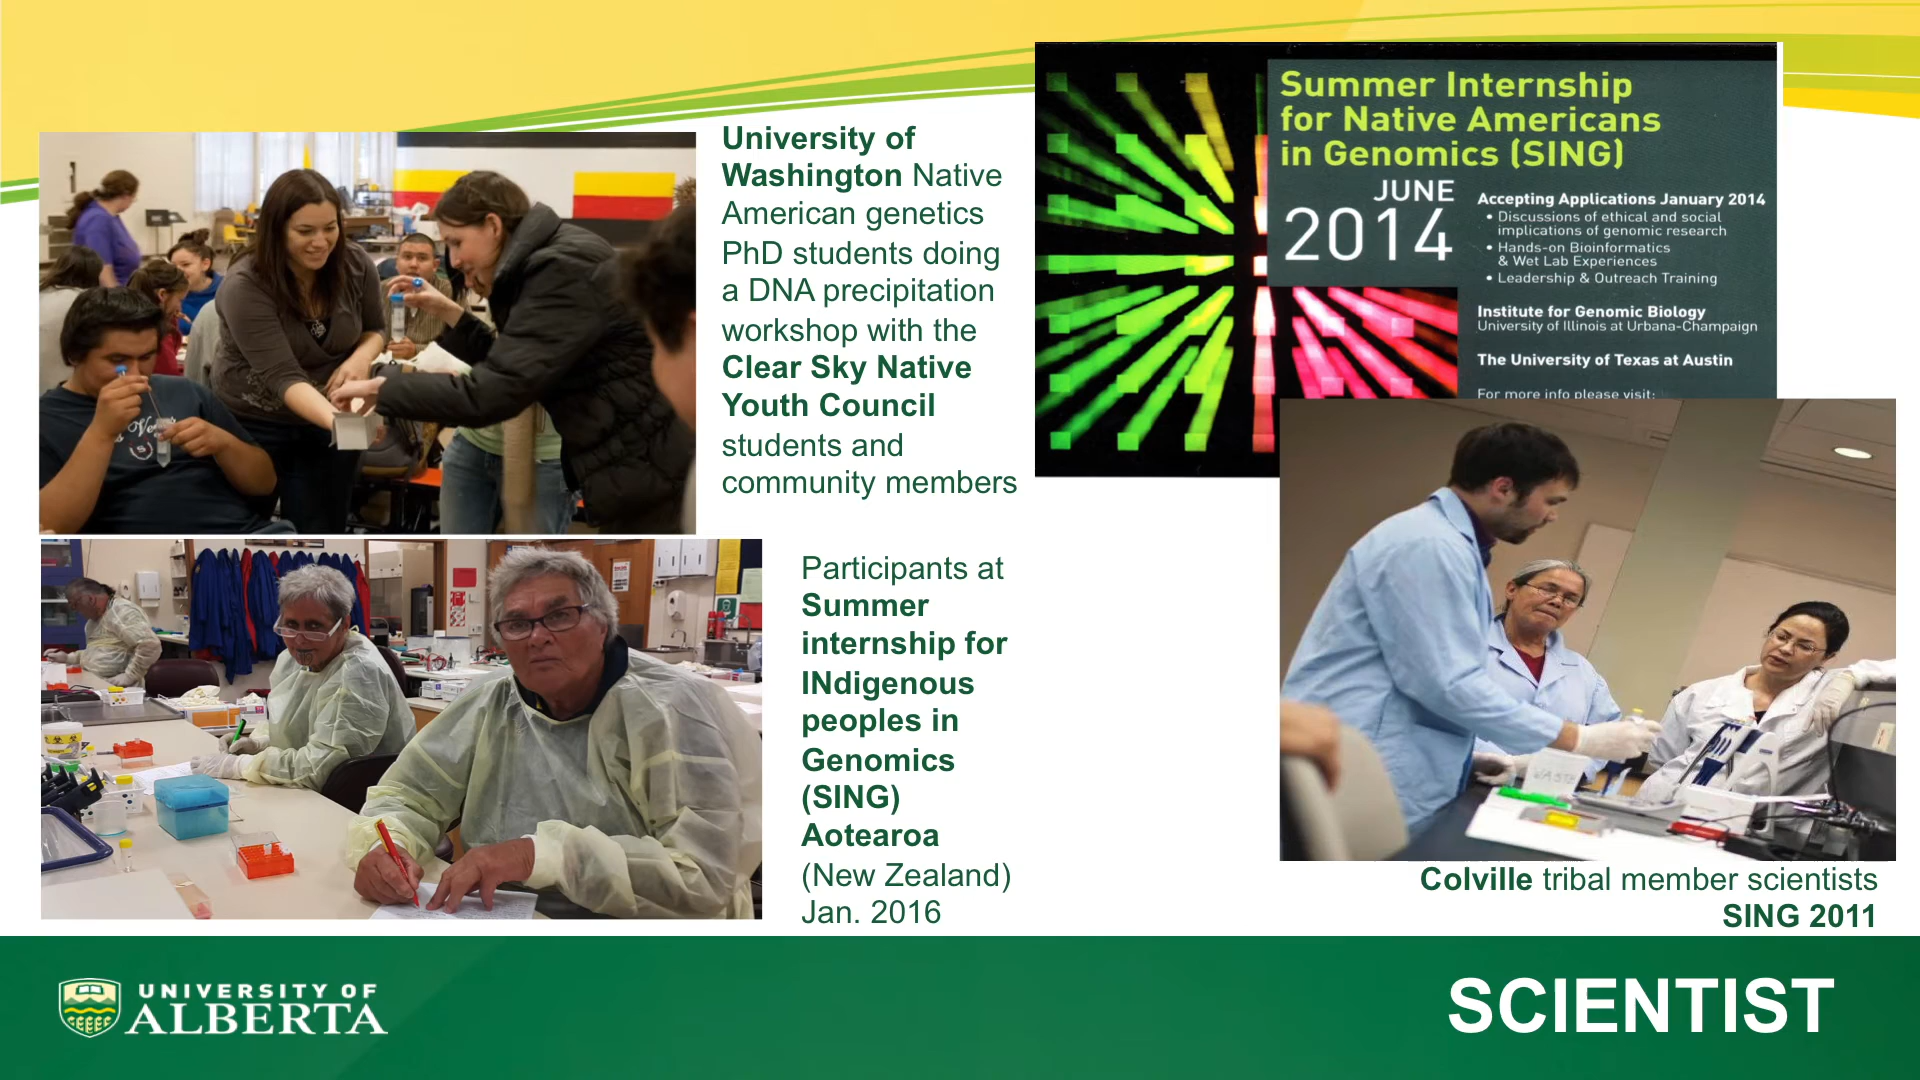 University of
Washington Native
American genetics
PhD students doing
a DNA precipitation
workshop with the
Clear Sky Native
Youth Council
students and
community members
Summer Internship
for Native Americans
in Genomics (SING)
JUNE
2014
Accepting Applications January 2014
• Discussions of ethical and social
implications of genomic research
• Hands-on Bioinformatics
& Wet Lab Experiences
• Leadership & Outreach Training
Institute for Genomic Biology
University of Illinois at Urbana-Champaign
The University of Texas at Austin
For more info please visit:
Participants at
Summer
internship for
INdigenous
peoples in
Genomics
(SING)
Aotearoa
(New Zealand)
Jan. 2016
WASTE
Colville tribal member scientists
SING 2011
UNIVERSITY OF
ALBERTA
SCIENTIST